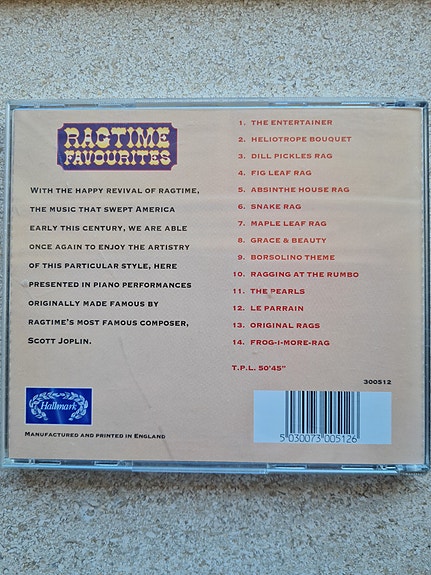 RAGTIME
FAVOURITES
WITH THE HAPPY REVIVAL OF RAGTIME,
THE MUSIC THAT SWEPT AMERICA
EARLY THIS CENTURY, WE ARE ABLE
ONCE AGAIN TO ENJOY THE ARTISTRY
OF THIS PARTICULAR STYLE, HERE
PRESENTED IN PIANO PERFORMANCES
ORIGINALLY MADE FAMOUS BY
RAGTIME'S MOST FAMOUS COMPOSER,
SCOTT JOPLIN.
1. THE ENTERTAINER
2. HELIOTROPE BOUQUET
3. DILL PICKLES RAG
4. FIG LEAF RAG
5. ABSINTHE HOUSE RAG
6. SNAKE RAG
7. MAPLE LEAF RAG
8. GRACE & BEAUTY
9. BORSOLINO THEME
10. RAGGING AT THE RUMBO
11. THE PEARLS
12. LE PARRAIN
13. ORIGINAL RAGS
14. FROG-I-MORE-RAG
T.P.L. 50'45"
300512
Hallmark
MANUFACTURED AND PRINTED IN ENGLAND
5 030073 005126